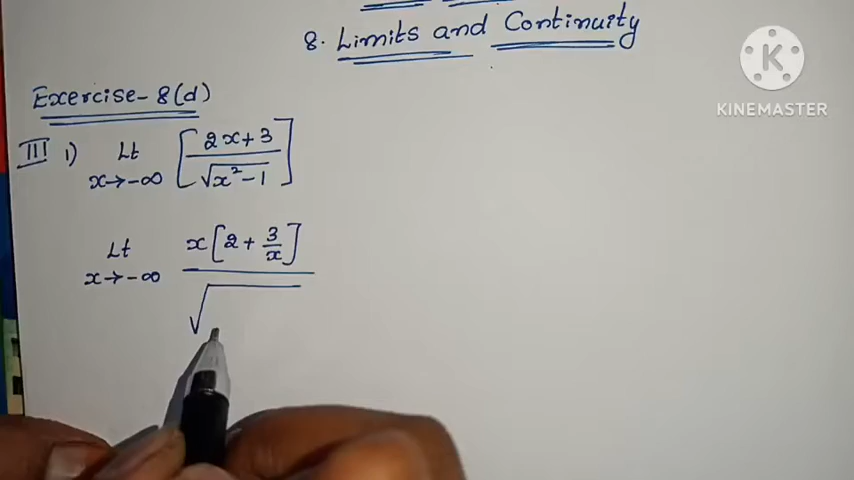 8. Limits and Continuity
K
KINEMASTER
Exercise - 8(d)
III 1) Lt x→-∞ [2x+3 / √x²-1]
Lt x→-∞ x[2 + 3/x] / √